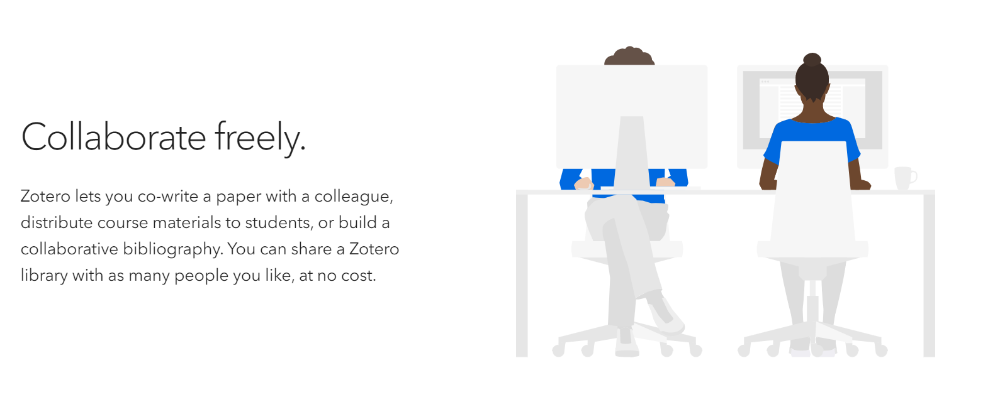 Collaborate freely.
Zotero lets you co-write a paper with a colleague,
distribute course materials to students, or build a
collaborative bibliography. You can share a Zotero
library with as many people you like, at no cost.